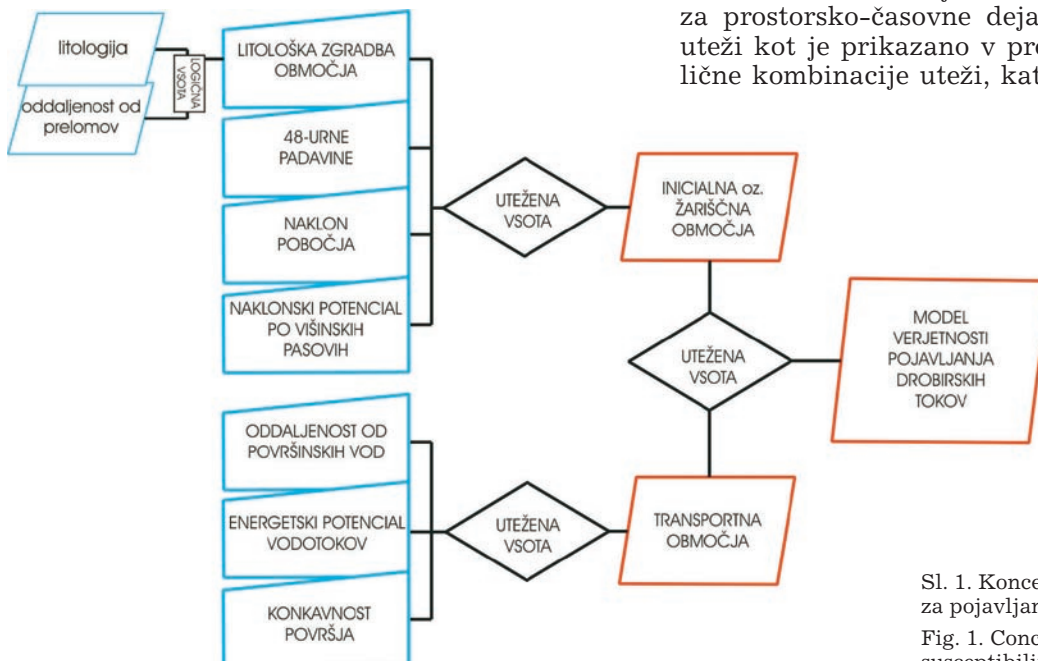 za prostorsko-časovne deja
uteži kot je prikazano v pre
lične kombinacije uteži, kat
litologija
oddaljenost od
prelomov
LOGIČNA
VSOTA
LITOLOŠKA ZGRADBA
OBMOČJA
48-URNE
PADAVINE
NAKLON
POBOČJA
NAKLONSKI POTENCIAL
PO VIŠINSKIH
PASOVIH
UTEŽENA
VSOTA
INICIALNA oz.
ŽARIŠČNA
OBMOČJA
UTEŽENA
VSOTA
MODEL
VERJETNOSTI
POJAVLJANJA
DROBIRSKIH
TOKOV
ODDALJENOST OD
POVRŠINSKIH VOD
ENERGETSKI POTENCIAL
VODOTOKOV
KONKAVNOST
POVRŠJA
UTEŽENA
VSOTA
TRANSPORTNA
OBMOČJA
Sl. 1. Konce
za pojavljan
Fig. 1. Conc